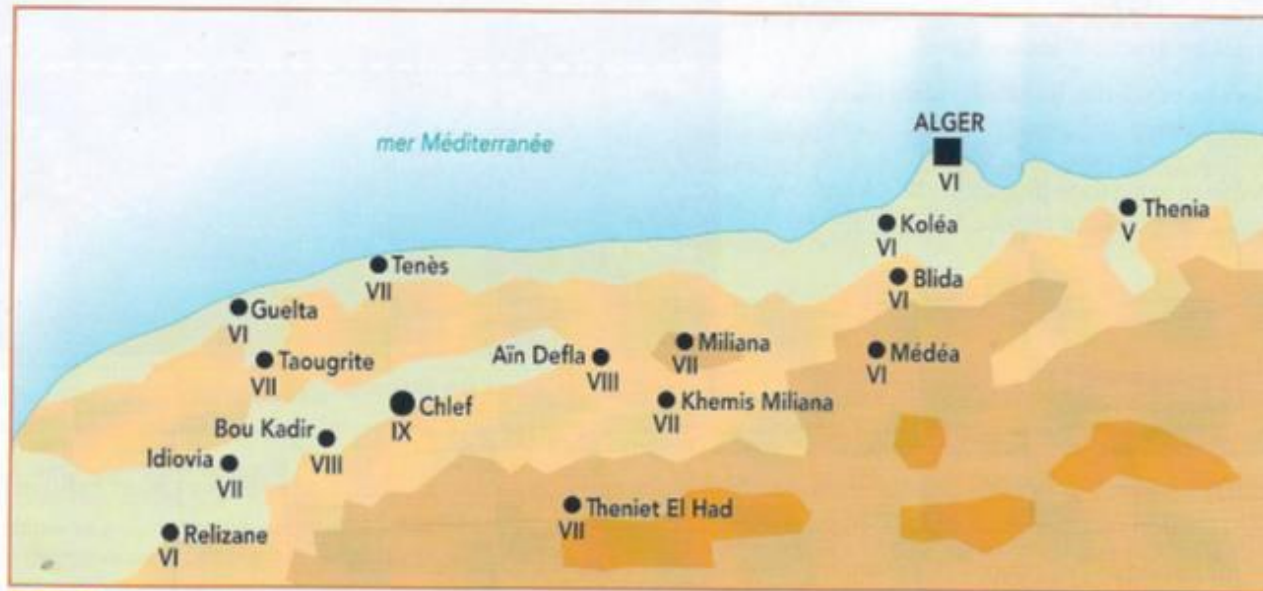 mer Méditerranée
ALGER
VI
Thenia
V
Koléa
VI
Tenès
VII
Blida
VI
Guelta
VI
Miliana
VII
Médéa
VI
Aïn Defla
VIII
Taougrite
VII
Khemis Miliana
VII
Chlef
IX
Bou Kadir
VIII
Idiovia
VII
Theniet El Had
VII
Relizane
VI